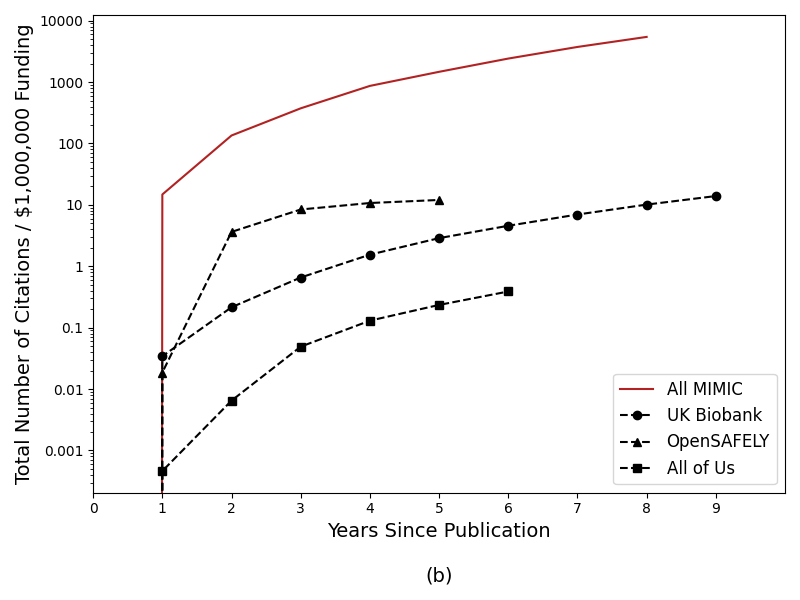 Total Number of Citations / $1,000,000 Funding
10000
1000
100
10
1
0.1
0.01
0.001
0 1 2 3 4 5 6 7 8 9
Years Since Publication
All MIMIC
UK Biobank
OpenSAFELY
All of Us
(b)